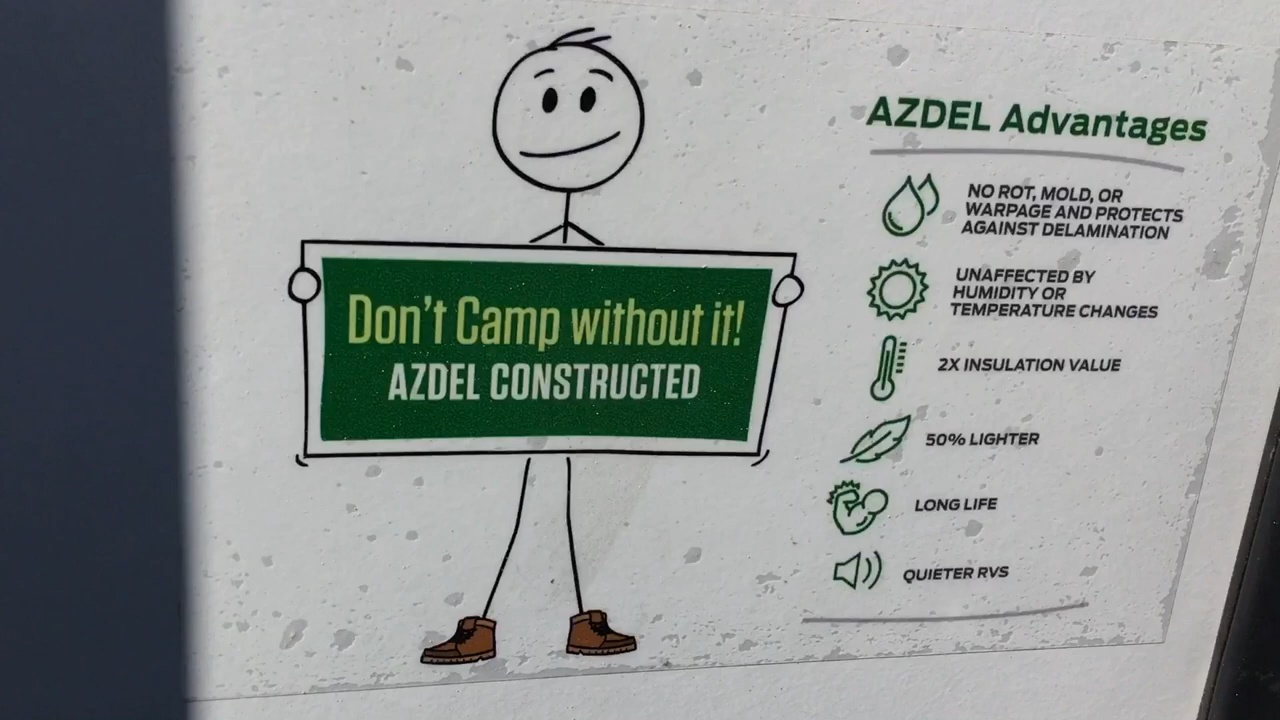 Don't Camp without it!
AZDEL CONSTRUCTED
AZDEL Advantages
NO ROT, MOLD, OR
WARPAGE AND PROTECTS
AGAINST DELAMINATION
UNAFFECTED BY
HUMIDITY OR
TEMPERATURE CHANGES
2X INSULATION VALUE
50% LIGHTER
LONG LIFE
QUIETER RVS